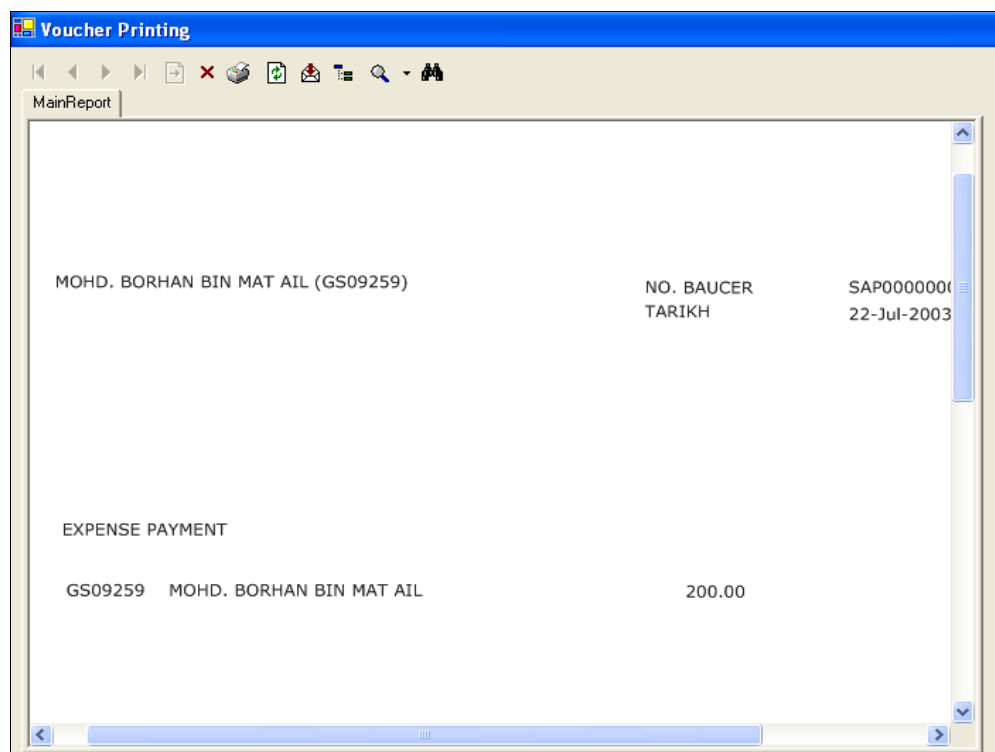 Voucher Printing
MainReport
MOHD. BORHAN BIN MAT AIL (GS09259)
NO. BAUCER
TARIKH
22-Jul-2003
EXPENSE PAYMENT
GS09259 MOHD. BORHAN BIN MAT AIL 200.00